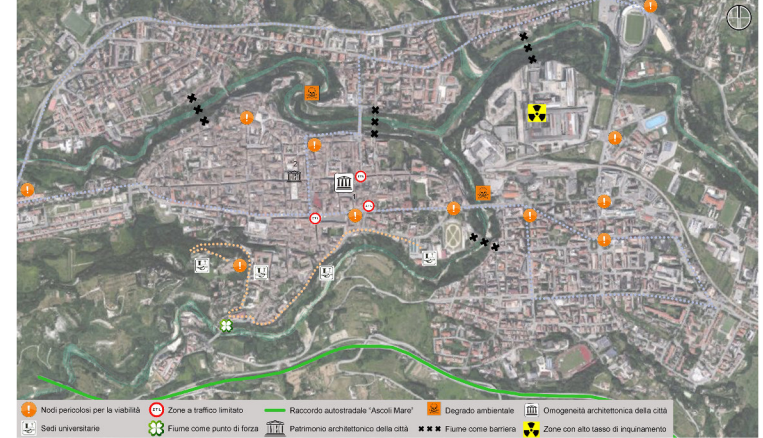 2
1
Nodi pericolosi per la viabilità
Zone a traffico limitato
Raccordo autostradale "Ascoli Mare"
Degrado ambientale
Omogeneità architettonica della città
Sedi universitarie
Fiume come punto di forza
Patrimonio architettonico della città
Fiume come barriera
Zone con alto tasso di inquinamento